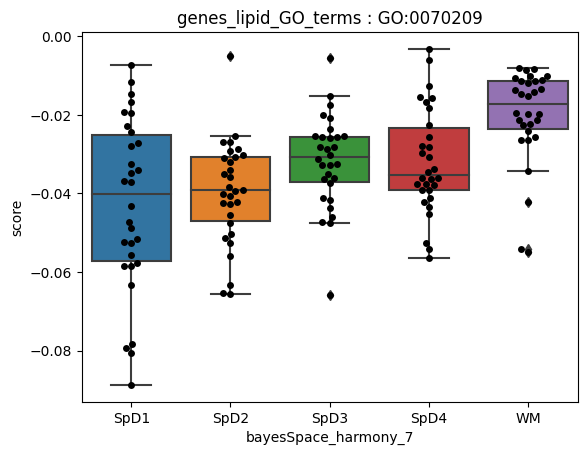 genes_lipid_GO_terms : GO:0070209
0.00
−0.02
−0.04
−0.06
−0.08
score
SpD1 SpD2 SpD3 SpD4 WM
bayesSpace_harmony_7